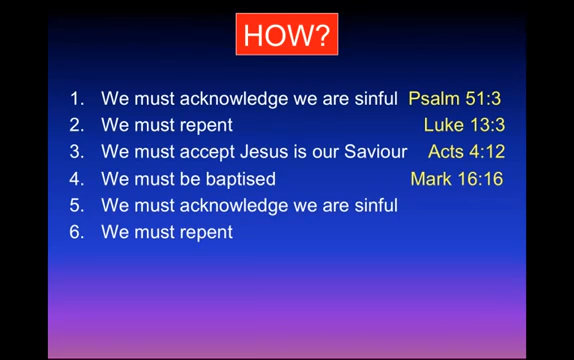 HOW?
1. We must acknowledge we are sinful Psalm 51:3
2. We must repent Luke 13:3
3. We must accept Jesus is our Saviour Acts 4:12
4. We must be baptised Mark 16:16
5. We must acknowledge we are sinful
6. We must repent